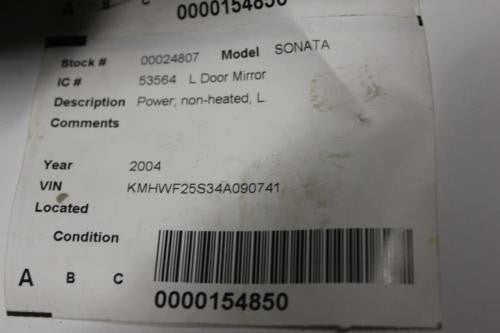 A C 0000154850
Stock # 00024807 Model SONATA
IC # 53564 L Door Mirror
Description Power; non-heated, L.
Comments
Year 2004
VIN KMHWF25S34A090741
Located
Condition
A B C
0000154850